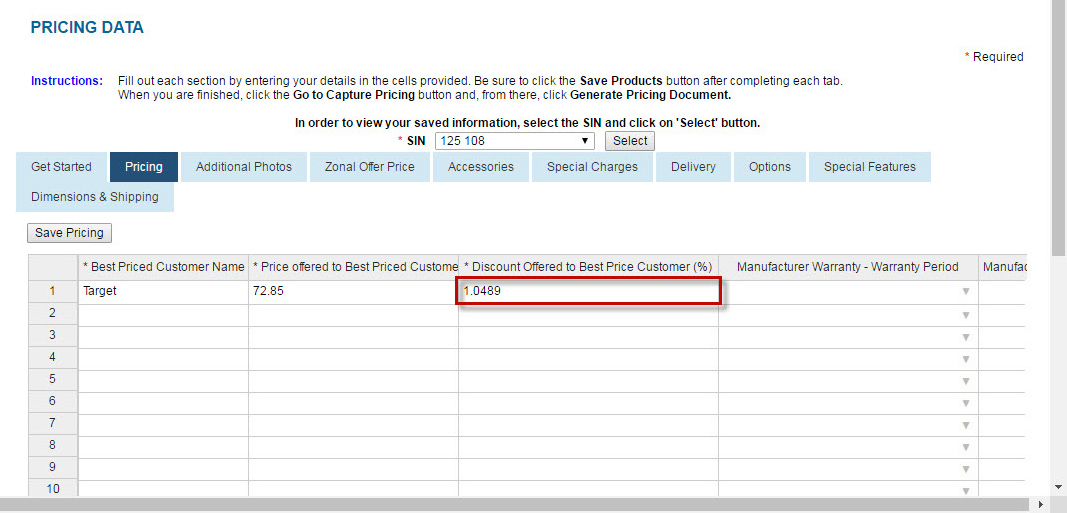 PRICING DATA
* Required
Instructions: Fill out each section by entering your details in the cells provided. Be sure to click the Save Products button after completing each tab.
When you are finished, click the Go to Capture Pricing button and, from there, click Generate Pricing Document.
In order to view your saved information, select the SIN and click on 'Select' button.
* SIN 125 108 Select
Get Started Pricing Additional Photos Zonal Offer Price Accessories Special Charges Delivery Options Special Features
Dimensions & Shipping
Save Pricing
* Best Priced Customer Name * Price offered to Best Priced Custome * Discount Offered to Best Price Customer (%) Manufacturer Warranty - Warranty Period Manufac
1 Target 72.85 1.0489
2
3
4
5
6
7
8
9
10